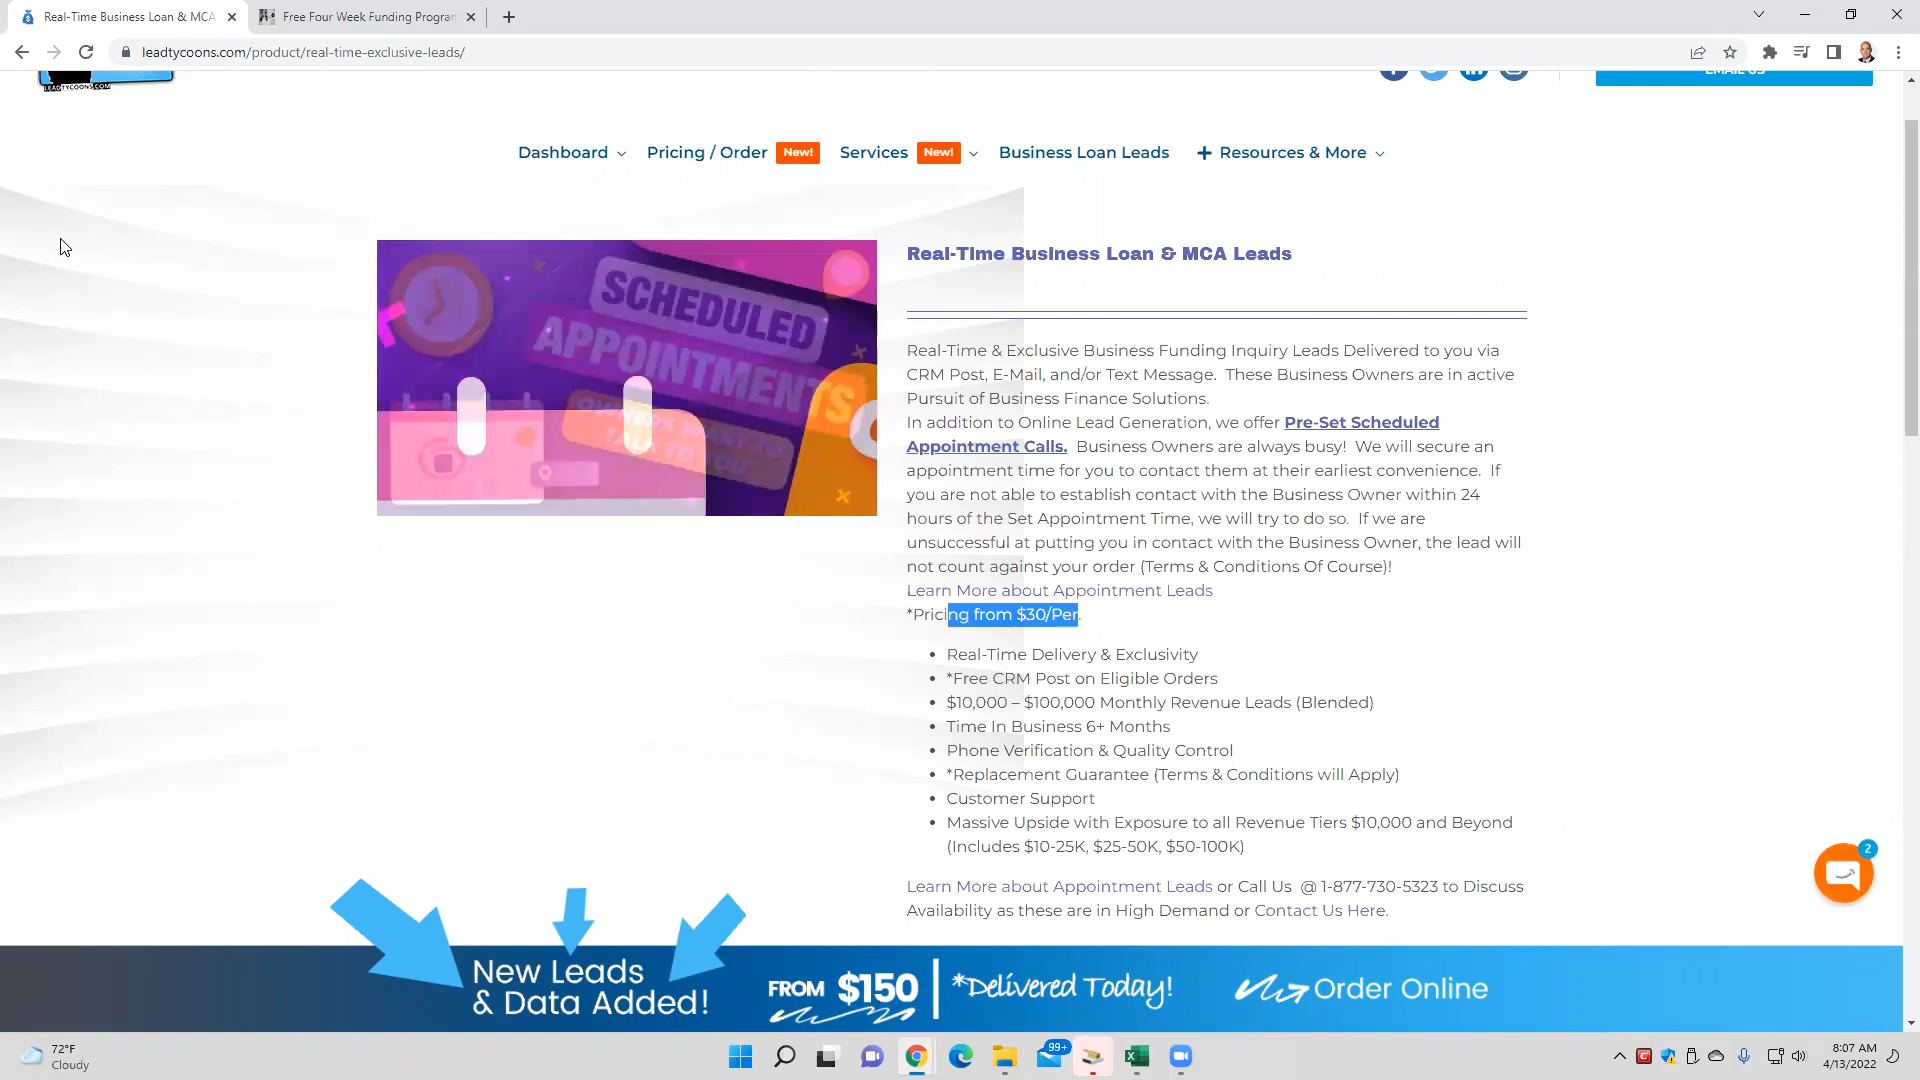 Real-Time Business Loan & MCA
Free Four Week Funding Program
leadtycoons.com/product/real-time-exclusive-leads/
LEADTYCOONS.COM
EMAIL US
Dashboard Pricing / Order New! Services New! Business Loan Leads + Resources & More
SCHEDULED
APPOINTMENTS
Real-Time Business Loan & MCA Leads
Real-Time & Exclusive Business Funding Inquiry Leads Delivered to you via
CRM Post, E-Mail, and/or Text Message. These Business Owners are in active
Pursuit of Business Finance Solutions.
In addition to Online Lead Generation, we offer Pre-Set Scheduled
Appointment Calls. Business Owners are always busy! We will secure an
appointment time for you to contact them at their earliest convenience. If
you are not able to establish contact with the Business Owner within 24
hours of the Set Appointment Time, we will try to do so. If we are
unsuccessful at putting you in contact with the Business Owner, the lead will
not count against your order (Terms & Conditions Of Course)!
Learn More about Appointment Leads
*Pricing from $30/Per.
• Real-Time Delivery & Exclusivity
• *Free CRM Post on Eligible Orders
• $10,000 – $100,000 Monthly Revenue Leads (Blended)
• Time In Business 6+ Months
• Phone Verification & Quality Control
• *Replacement Guarantee (Terms & Conditions will Apply)
• Customer Support
• Massive Upside with Exposure to all Revenue Tiers $10,000 and Beyond
(Includes $10-25K, $25-50K, $50-100K)
Learn More about Appointment Leads or Call Us @ 1-877-730-5323 to Discuss
Availability as these are in High Demand or Contact Us Here.
2
New Leads
& Data Added!
FROM $150
*Delivered Today!
Order Online
72°F
Cloudy
99+
8:07 AM
4/13/2022